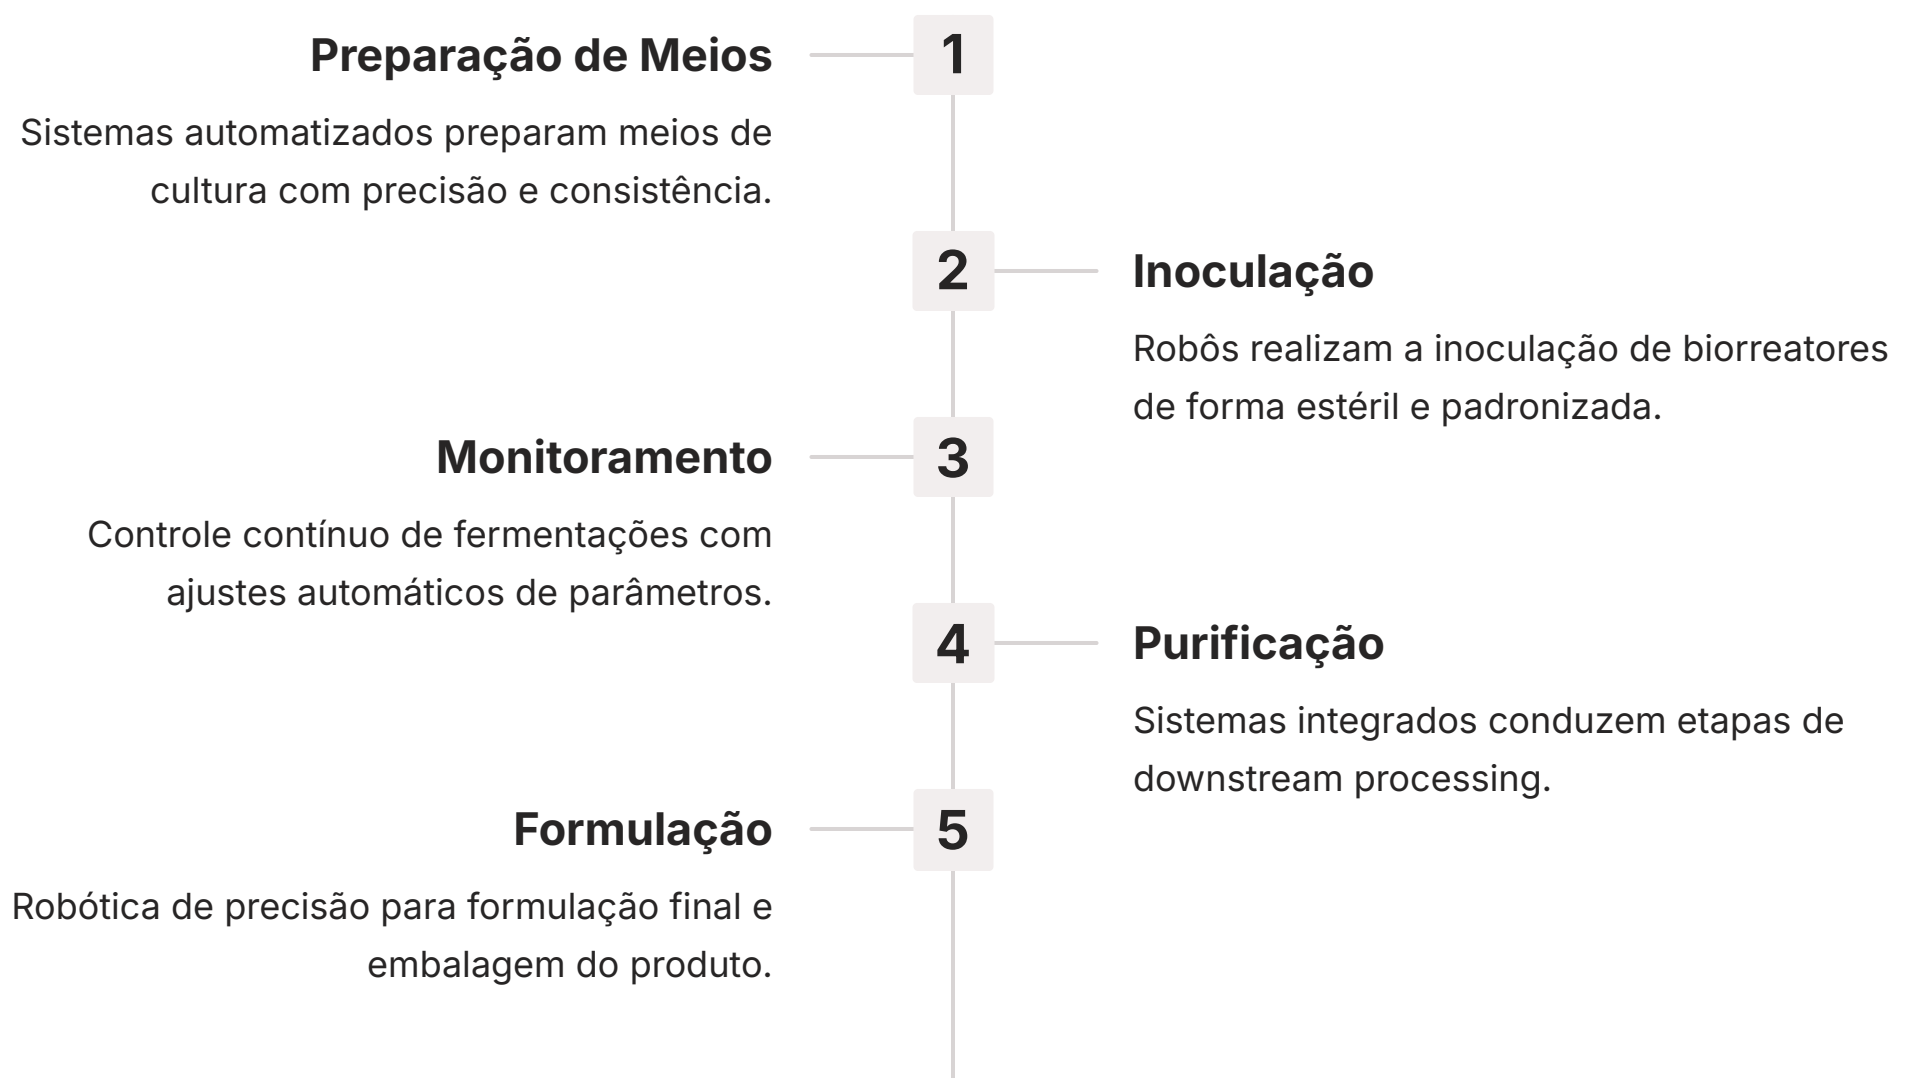 1
Preparação de Meios
Sistemas automatizados preparam meios de
cultura com precisão e consistência.
2
Inoculação
Robôs realizam a inoculação de biorreatores
de forma estéril e padronizada.
3
Monitoramento
Controle contínuo de fermentações com
ajustes automáticos de parâmetros.
4
Purificação
Sistemas integrados conduzem etapas de
downstream processing.
5
Formulação
Robótica de precisão para formulação final e
embalagem do produto.